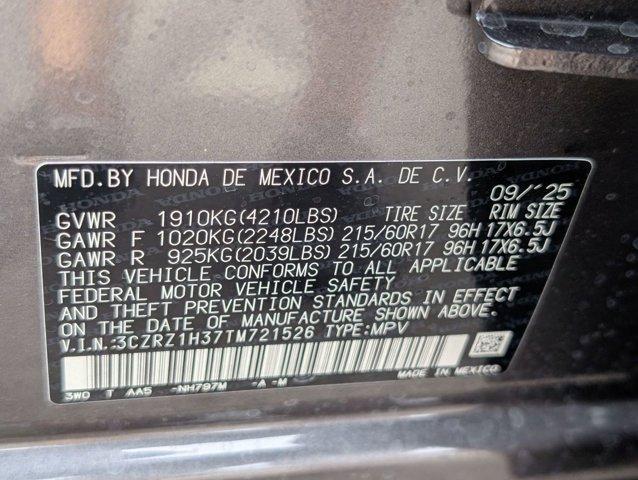 MFD.BY HONDA DE MEXICO S.A. DE C.V.
09/'25
GVWR 1910KG(4210LBS) TIRE SIZE RIM SIZE
GAWR F 1020KG(2248LBS) 215/60R17 96H 17X6.5J
GAWR R 925KG(2039LBS) 215/60R17 96H 17X6.5J
THIS VEHICLE CONFORMS TO ALL APPLICABLE
FEDERAL MOTOR VEHICLE SAFETY
AND THEFT PREVENTION STANDARDS IN EFFECT
ON THE DATE OF MANUFACTURE SHOWN ABOVE.
V.I.N.:3CZRZ1H37TM721526 TYPE:MPV
3W0 T AA5 -NH797M -A -M
MADE IN MEXICO